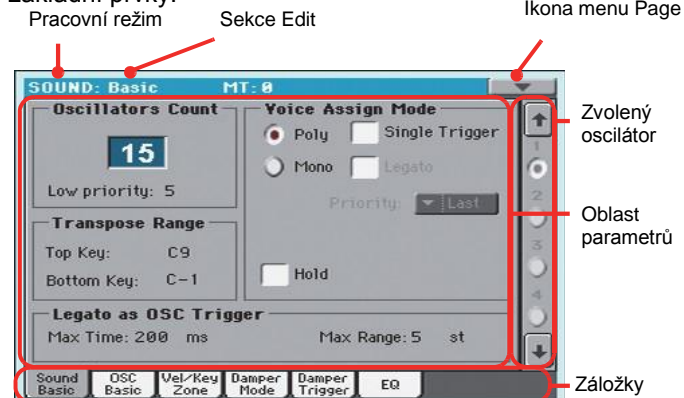 Základní prvky:
Pracovní režim
Sekce Edit
Ikona menu Page
SOUND: Basic MT: 0
Oscillators Count
15
Low priority: 5
Transpose Range
Top Key: C9
Bottom Key: C-1
Voice Assign Mode
Poly Single Trigger
Mono Legato
Priority: Last
Hold
Legato as OSC Trigger
Max Time: 200 ms Max Range: 5 st
1
2
3
4
Zvolený
oscilátor
Oblast
parametrů
Sound Basic
OSC Basic
Vel/Key Zone
Damper Mode
Damper Trigger
EQ
Záložky